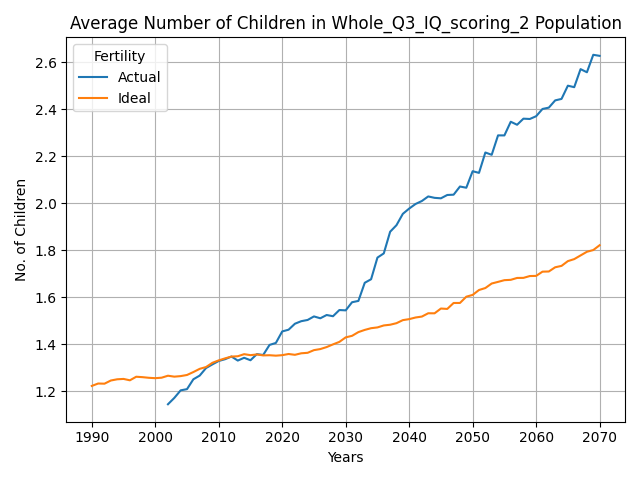 Average Number of Children in Whole_Q3_IQ_scoring_2 Population
Fertility
Actual
Ideal
No. of Children
2.6
2.4
2.2
2.0
1.8
1.6
1.4
1.2
1990 2000 2010 2020 2030 2040 2050 2060 2070
Years